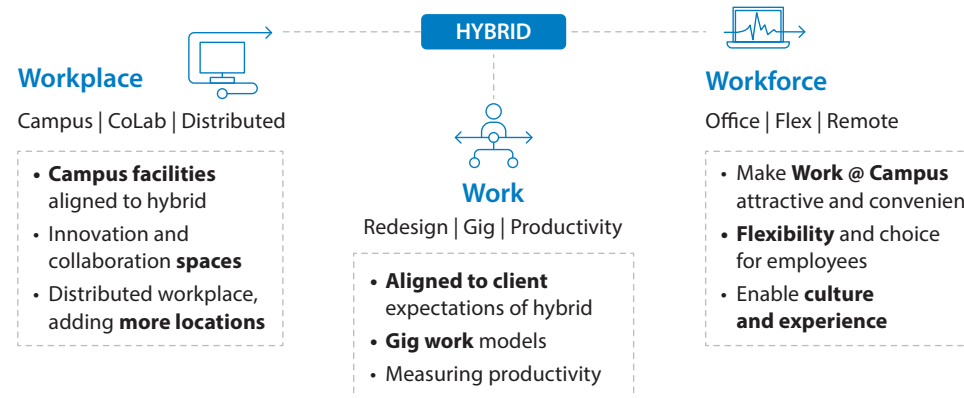 HYBRID
Workplace
Campus | CoLab | Distributed
• Campus facilities
aligned to hybrid
• Innovation and
collaboration spaces
• Distributed workplace,
adding more locations
Work
Redesign | Gig | Productivity
• Aligned to client
expectations of hybrid
• Gig work models
• Measuring productivity
Workforce
Office | Flex | Remote
• Make Work @ Campus
attractive and convenien
• Flexibility and choice
for employees
• Enable culture
and experience